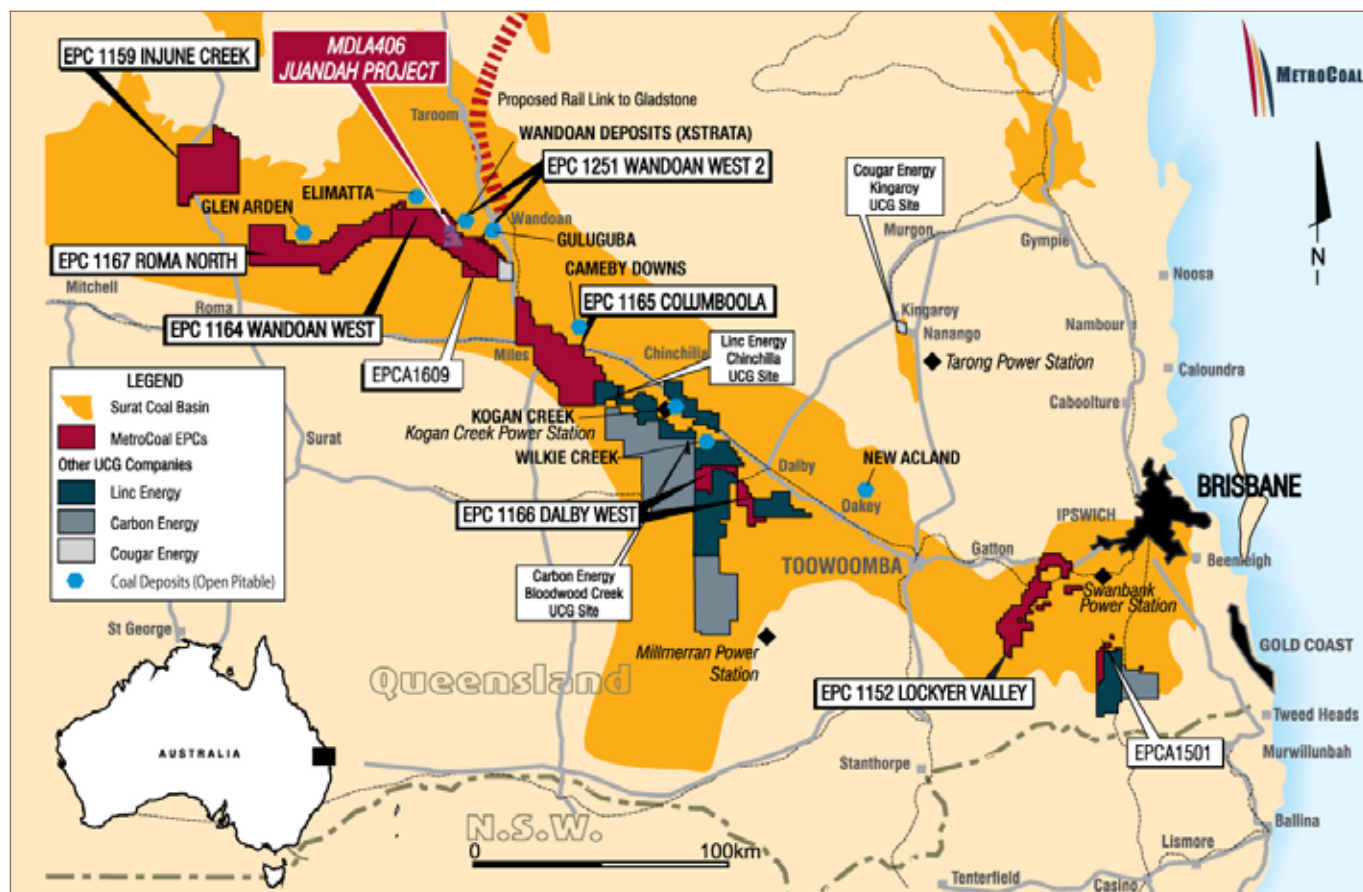 EPC 1159 INJUNE CREEK
MDLA406
JUANDAH PROJECT
METROCOAL
Proposed Rail Link to Gladstone
Taroom
WANDOAN DEPOSITS (XSTRATA)
EPC 1251 WANDOAN WEST 2
ELIMATTA
GLEN ARDEN
Wandoan
GULUGUBA
Cougar Energy
Kingaroy
UCG Site
Murgon
Gympie
N
Noosa
EPC 1167 ROMA NORTH
CAMEBY DOWNS
Mitchell
Roma
EPC 1165 COLUMBOOLA
EPC 1164 WANDOAN WEST
Kingaroy
Nanango
Nambour
Miles
Chinchilla
Linc Energy
Chinchilla
UCG Site
EPCA1609
Tarong Power Station
Caloundra
Caboolture
LEGEND
Surat Coal Basin
MetroCoal EPCs
Other UCG Companies
Linc Energy
Carbon Energy
Cougar Energy
Coal Deposits (Open Pitable)
Surat
KOGAN CREEK
Kogan Creek Power Station
WILKIE CREEK
Dalby
NEW ACLAND
Oakey
EPC 1166 DALBY WEST
BRISBANE
IPSWICH
Gatton
Beenleigh
TOOWOOMBA
Carbon Energy
Bloodwood Creek
UCG Site
Swanbank
Power Station
St George
Millmerran Power
Station
GOLD COAST
Queensland
EPC 1152 LOCKYER VALLEY
Tweed Heads
EPCA1501
Murwillunbah
AUSTRALIA
Stanthorpe
N.S.W.
0
100km
Ballina
Lismore
Tenterfield
Casino